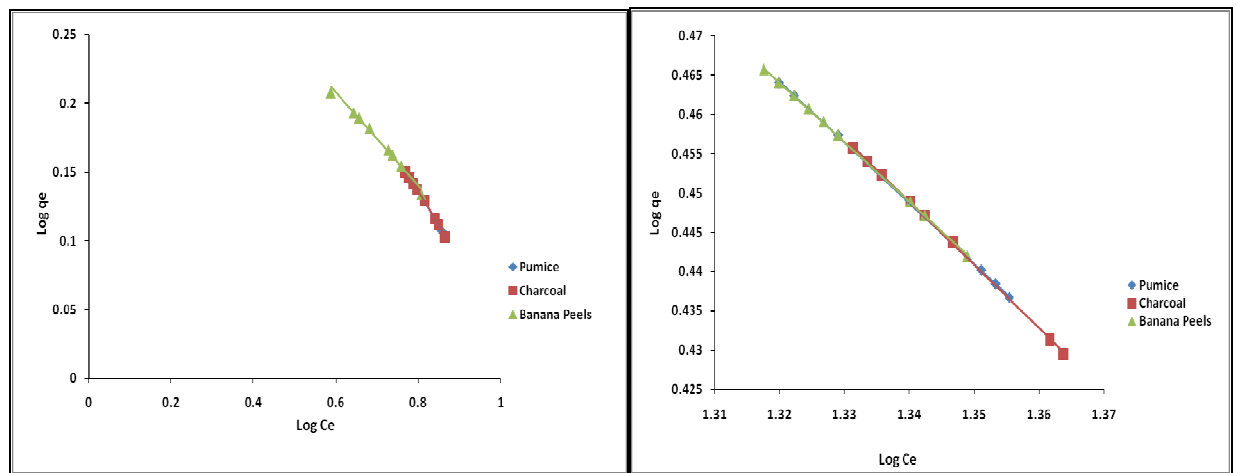 0.25
0.2
0.15
0.1
0.05
0
Log qe
0
0.2
0.4
0.6
0.8
1
Log Ce
Pumice
Charcoal
Banana Peels
0.47
0.465
0.46
0.455
0.45
0.445
0.44
0.435
0.43
0.425
Log qe
1.31
1.32
1.33
1.34
1.35
1.36
1.37
Log Ce
Pumice
Charcoal
Banana Peels